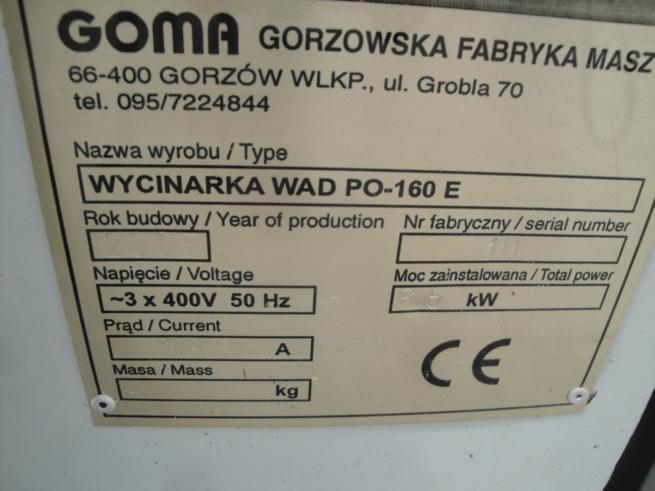 GOMA GORZOWSKA FABRYKA MASZ
66-400 GORZÓW WLKP., ul. Grobla 70
tel. 095/7224844
Nazwa wyrobu / Type
WYCINARKA WAD PO-160 E
Rok budowy / Year of production
Nr fabryczny / serial number
10
Napięcie / Voltage
Moc zainstalowana / Total power
~3 x 400V 50 Hz
kW
Prąd / Current
A
Masa / Mass
kg
CE